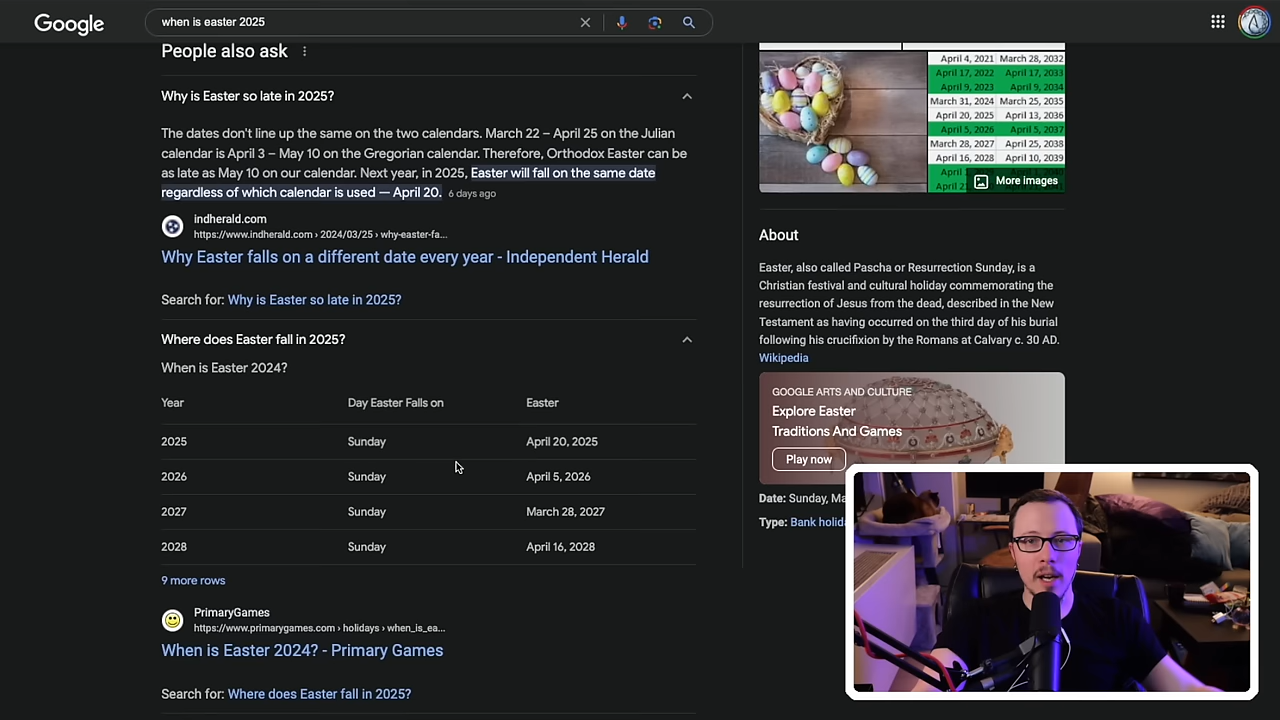 Google
when is easter 2025
People also ask
Why is Easter so late in 2025?
The dates don't line up the same on the two calendars. March 22 – April 25 on the Julian
calendar is April 3 – May 10 on the Gregorian calendar. Therefore, Orthodox Easter can be
as late as May 10 on our calendar. Next year, in 2025, Easter will fall on the same date
regardless of which calendar is used — April 20. 6 days ago
indherald.com
https://www.indherald.com › 2024/03/25 › why-easter-fa...
Why Easter falls on a different date every year - Independent Herald
Search for: Why is Easter so late in 2025?
Where does Easter fall in 2025?
When is Easter 2024?
Year Day Easter Falls on Easter
2025 Sunday April 20, 2025
2026 Sunday April 5, 2026
2027 Sunday March 28, 2027
2028 Sunday April 16, 2028
9 more rows
PrimaryGames
https://www.primarygames.com › holidays › when_is_ea...
When is Easter 2024? - Primary Games
Search for: Where does Easter fall in 2025?
April 4, 2021 March 28, 2032
April 17, 2022 April 17, 2033
April 9, 2023 April 9, 2034
March 31, 2024 March 25, 2035
April 20, 2025 April 13, 2036
April 5, 2026 April 5, 2037
March 28, 2027 April 25, 2038
April 16, 2028 April 10, 2039
More images
About
Easter, also called Pascha or Resurrection Sunday, is a
Christian festival and cultural holiday commemorating the
resurrection of Jesus from the dead, described in the New
Testament as having occurred on the third day of his burial
following his crucifixion by the Romans at Calvary c. 30 AD.
Wikipedia
GOOGLE ARTS AND CULTURE
Explore Easter
Traditions And Games
Play now
Date: Sunday, Ma
Type: Bank holida